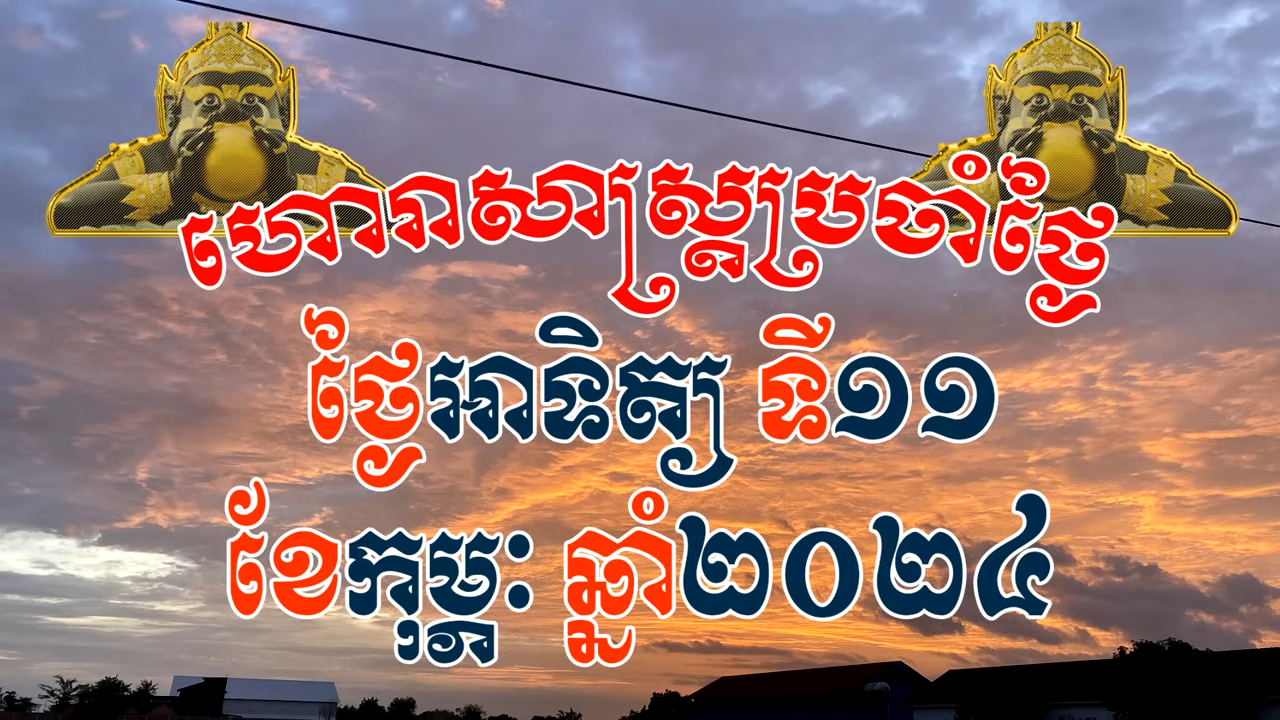 ហោរាសាស្ត្រប្រចាំថ្ងៃ
ថ្ងៃអាទិត្យ ទី១១
ខែកុម្ភៈ ឆ្នាំ២០២៤